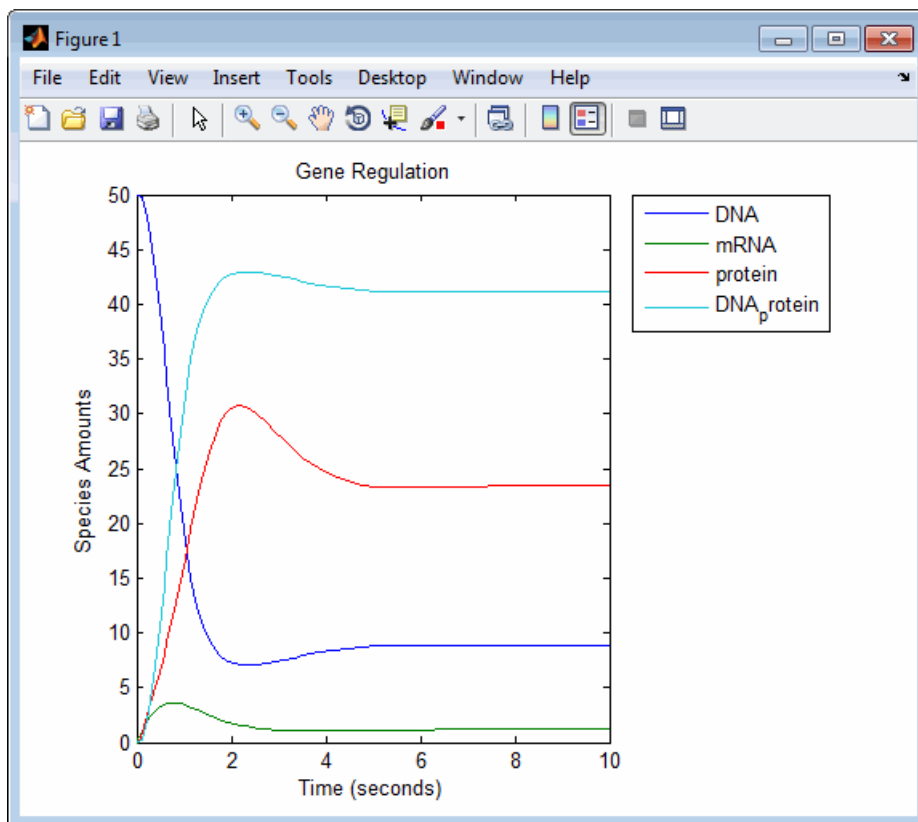 Figure 1
File Edit View Insert Tools Desktop Window Help
Gene Regulation
50
45
40
35
30
25
20
15
10
5
0
Species Amounts
0 2 4 6 8 10
Time (seconds)
DNA
mRNA
protein
DNAₚrotein